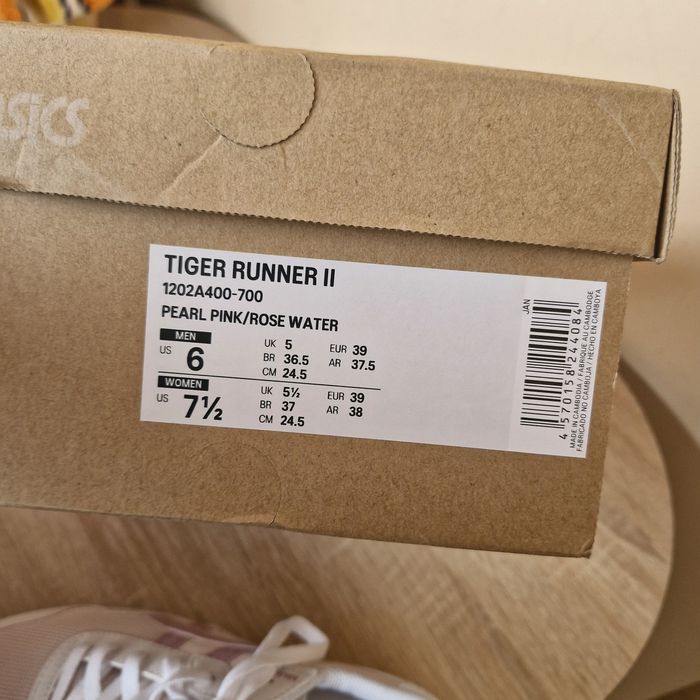 asics
TIGER RUNNER II
1202A400-700
PEARL PINK/ROSE WATER
MEN
US 6
UK 5
BR 36.5
CM 24.5
EUR 39
AR 37.5
WOMEN
US 7½
UK 5½
BR 37
CM 24.5
EUR 39
AR 38
JAN
4 570158 244084
MADE IN CAMBODIA / FABRIQUE AU CAMBODGE
FABRICADO NO CAMBOJA / HECHO EN CAMBOYA